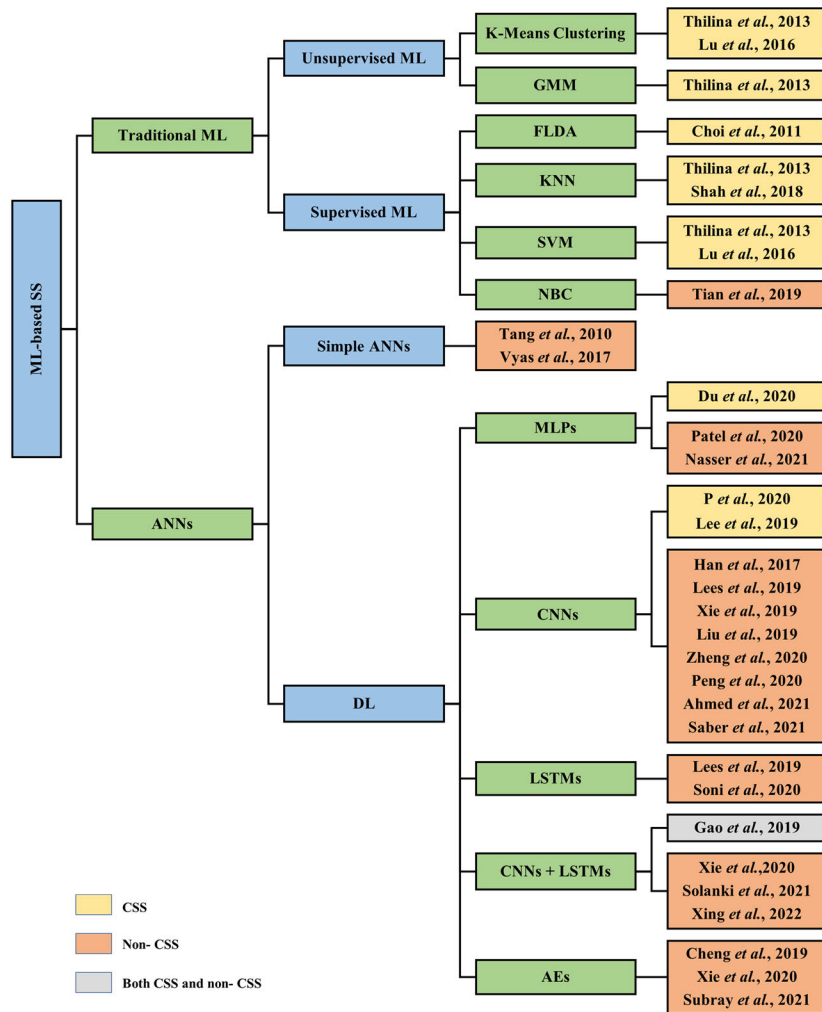 ML-based SS
Traditional ML
Unsupervised ML
K-Means Clustering
Thilina et al., 2013
Lu et al., 2016
GMM
Thilina et al., 2013
Supervised ML
FLDA
Choi et al., 2011
KNN
Thilina et al., 2013
Shah et al., 2018
SVM
Thilina et al., 2013
Lu et al., 2016
NBC
Tian et al., 2019
ANNs
Simple ANNs
Tang et al., 2010
Vyas et al., 2017
DL
MLPs
Du et al., 2020
Patel et al., 2020
Nasser et al., 2021
CNNs
P et al., 2020
Lee et al., 2019
Han et al., 2017
Lees et al., 2019
Xie et al., 2019
Liu et al., 2019
Zheng et al., 2020
Peng et al., 2020
Ahmed et al., 2021
Saber et al., 2021
LSTMs
Lees et al., 2019
Soni et al., 2020
CNNs + LSTMs
Gao et al., 2019
Xie et al.,2020
Solanki et al., 2021
Xing et al., 2022
AEs
Cheng et al., 2019
Xie et al., 2020
Subray et al., 2021
CSS
Non- CSS
Both CSS and non- CSS